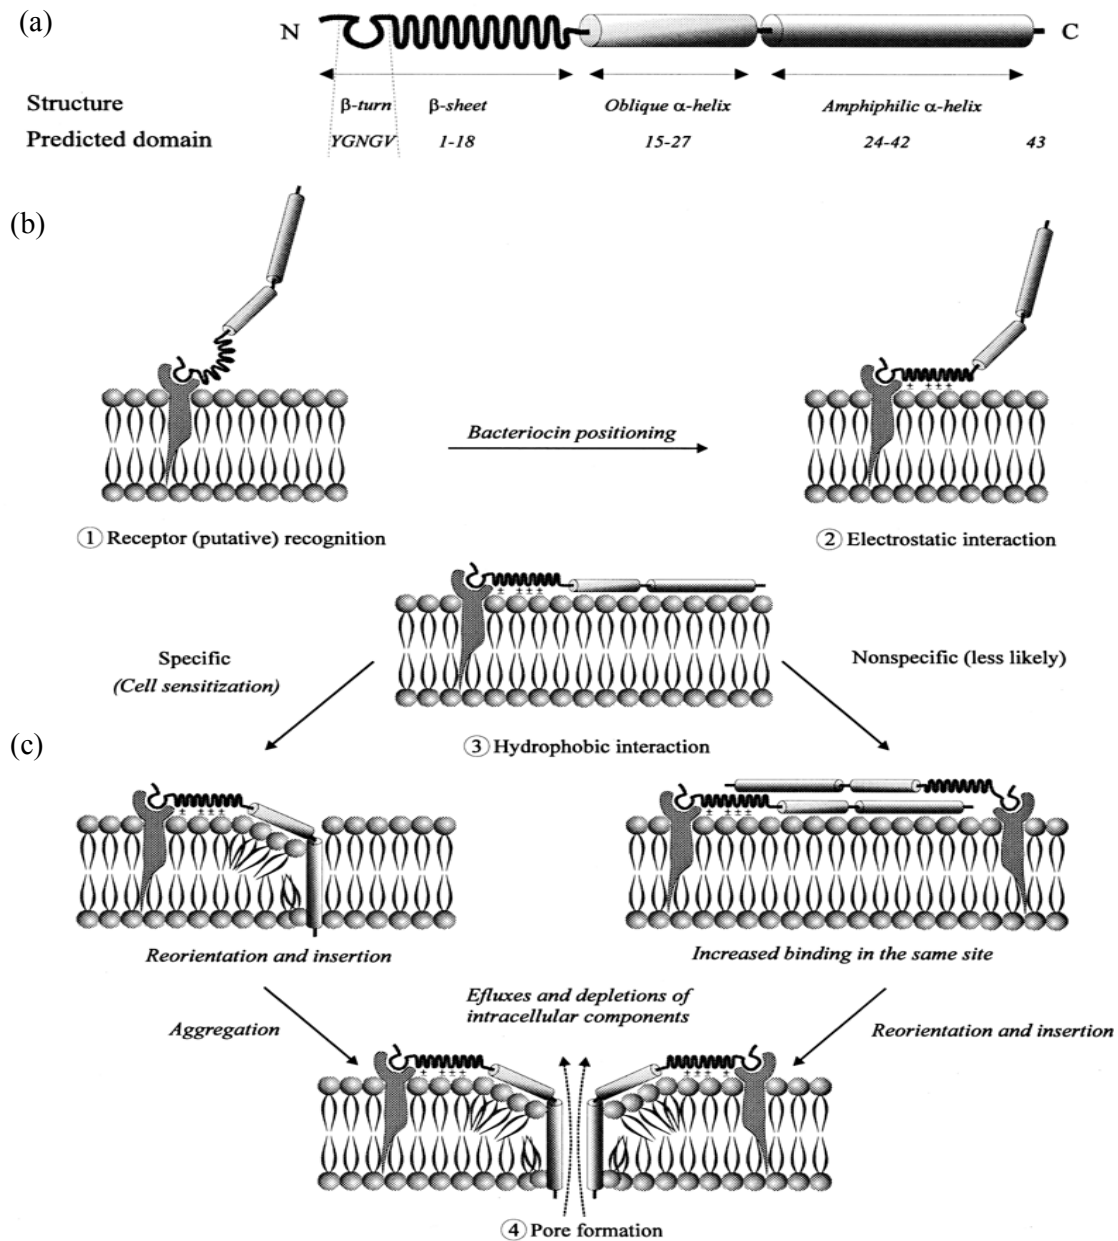 (a)
N
C
Structure
β-turn
β-sheet
Oblique α-helix
Amphiphilic α-helix
Predicted domain
YGNGV
1-18
15-27
24-42
43
(b)
Bacteriocin positioning
1 Receptor (putative) recognition
2 Electrostatic interaction
± ± ± ±
± ± ± ±
Specific
(Cell sensitization)
Nonspecific (less likely)
3 Hydrophobic interaction
(c)
± ± ± ±
± ± ± ±
Reorientation and insertion
Increased binding in the same site
Aggregation
Efluxes and depletions of
intracellular components
Reorientation and insertion
± ± ± ±
± ± ± ±
4 Pore formation